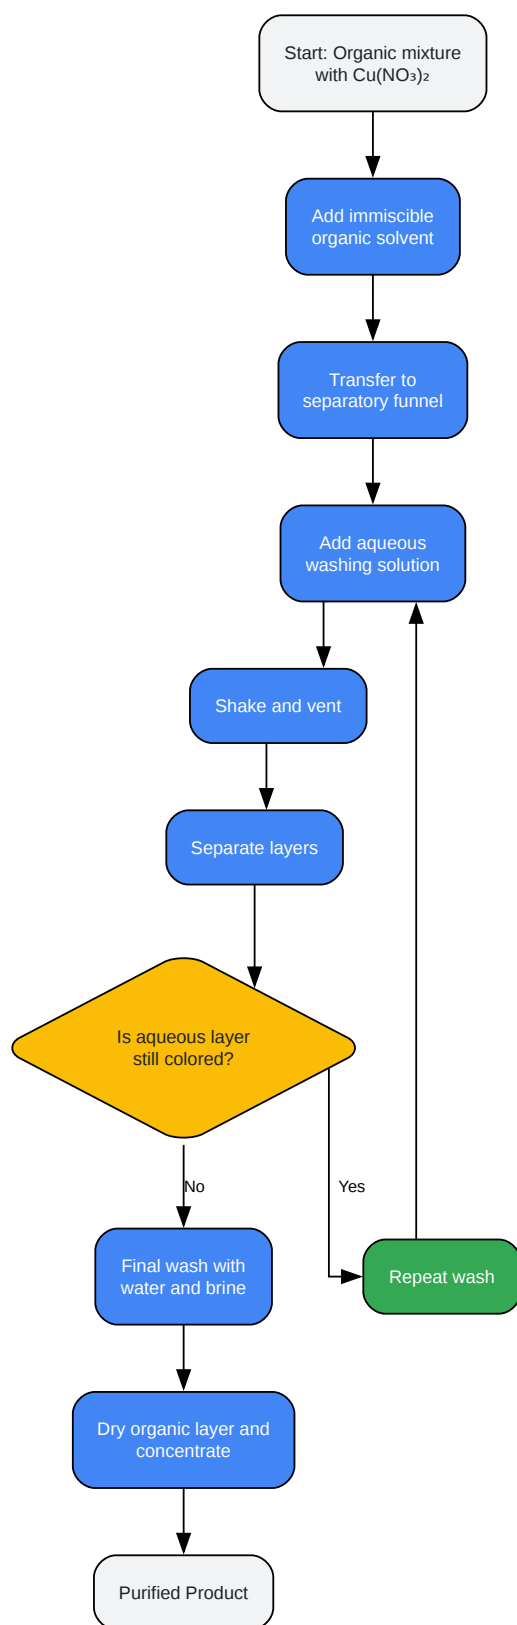 Start: Organic mixture
with Cu(NO₃)₂
Add immiscible
organic solvent
Transfer to
separatory funnel
Add aqueous
washing solution
Shake and vent
Separate layers
Is aqueous layer
still colored?
No
Yes
Final wash with
water and brine
Repeat wash
Dry organic layer and
concentrate
Purified Product